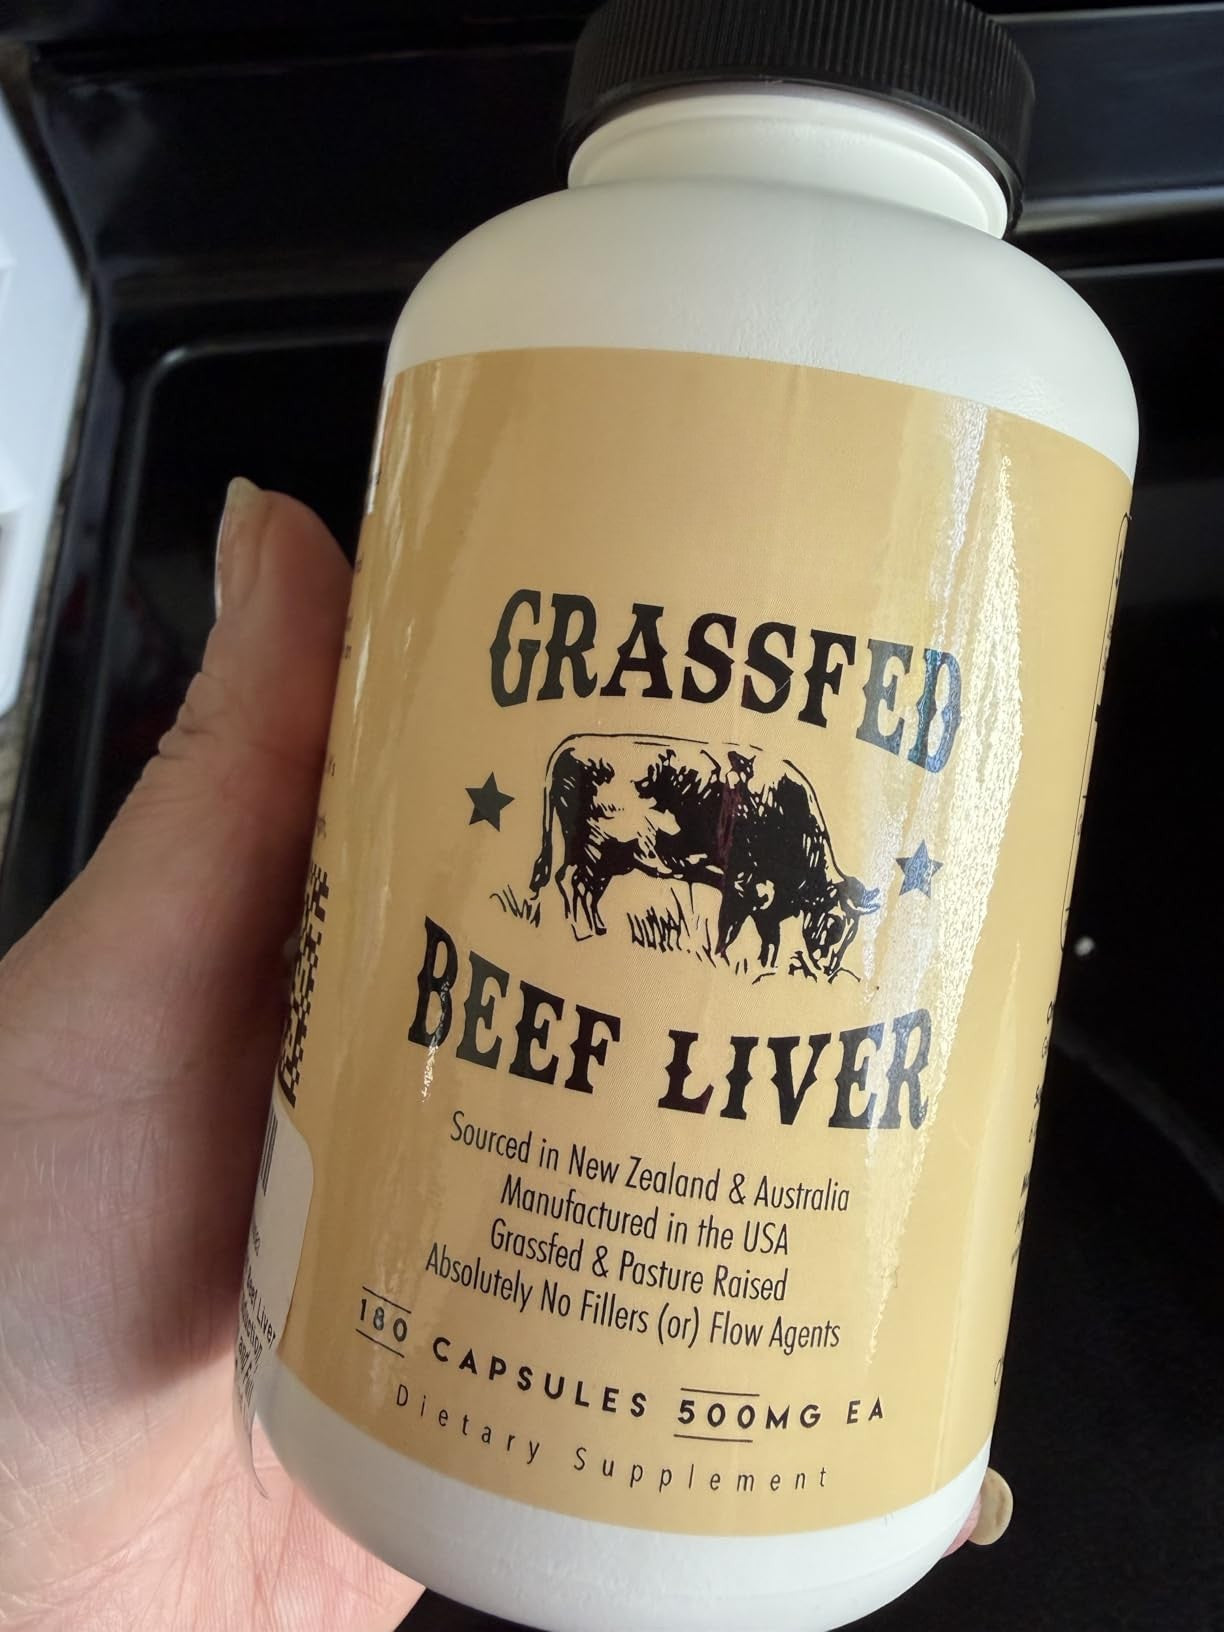 GRASSFED
BEEF LIVER
Sourced in New Zealand & Australia
Manufactured in the USA
Grassfed & Pasture Raised
Absolutely No Fillers (or) Flow Agents
180 CAPSULES 500MG EA
Dietary Supplement
Liver